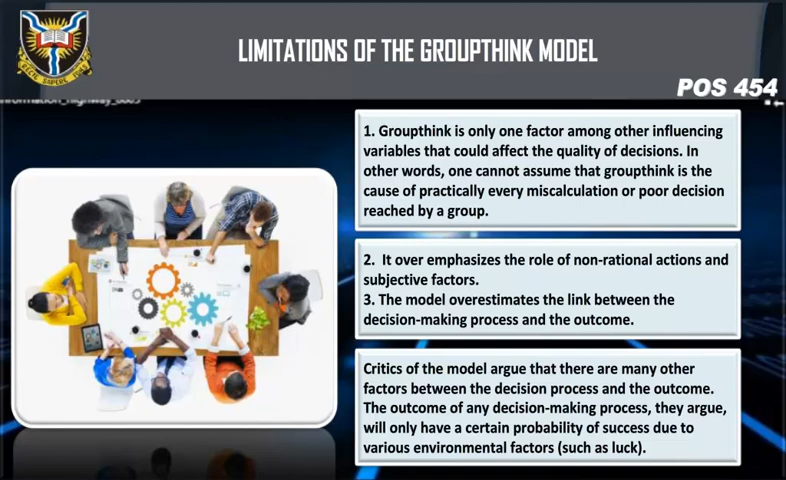 LIMITATIONS OF THE GROUPTHINK MODEL
RECTE SAPERE FONS
POS 454
information_highway_0005
1. Groupthink is only one factor among other influencing
variables that could affect the quality of decisions. In
other words, one cannot assume that groupthink is the
cause of practically every miscalculation or poor decision
reached by a group.
2.  It over emphasizes the role of non-rational actions and
subjective factors.
3. The model overestimates the link between the
decision-making process and the outcome.
Critics of the model argue that there are many other
factors between the decision process and the outcome.
The outcome of any decision-making process, they argue,
will only have a certain probability of success due to
various environmental factors (such as luck).